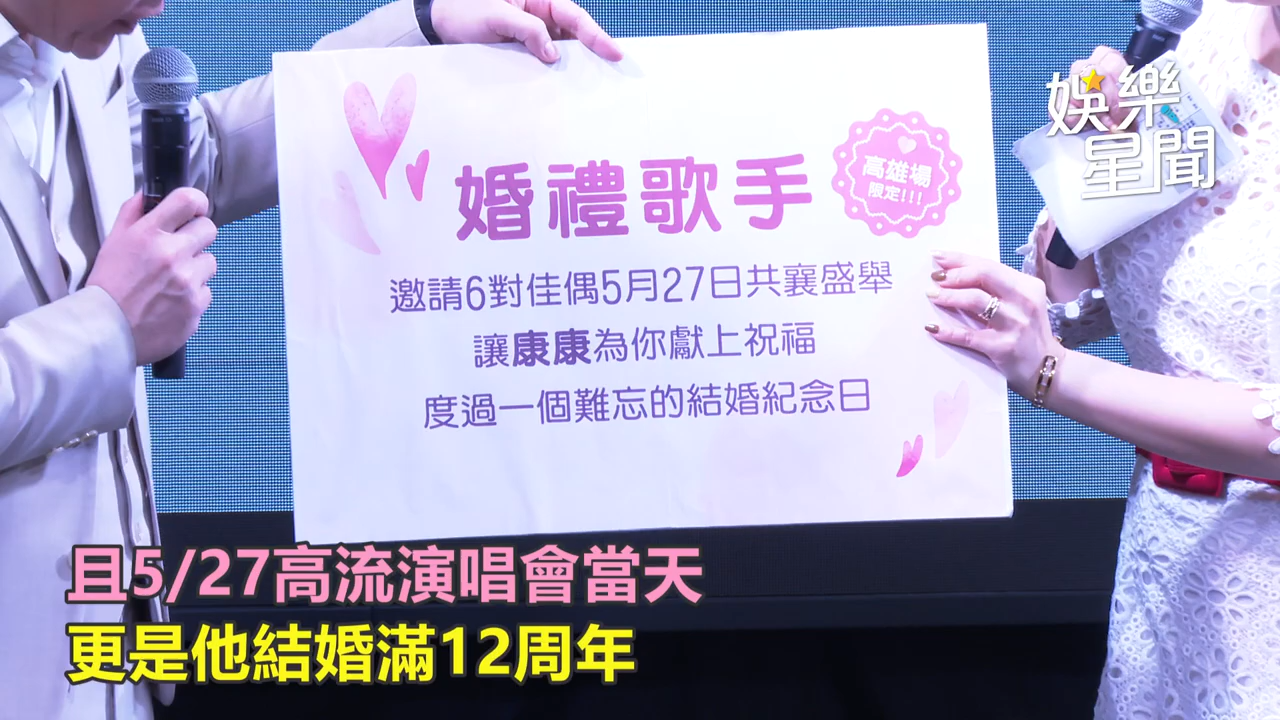 娛樂
星聞
婚禮歌手
高雄場
限定!!!
邀請6對佳偶5月27日共襄盛舉
讓康康為你獻上祝福
度過一個難忘的結婚紀念日
且5/27高流演唱會當天
更是他結婚滿12周年